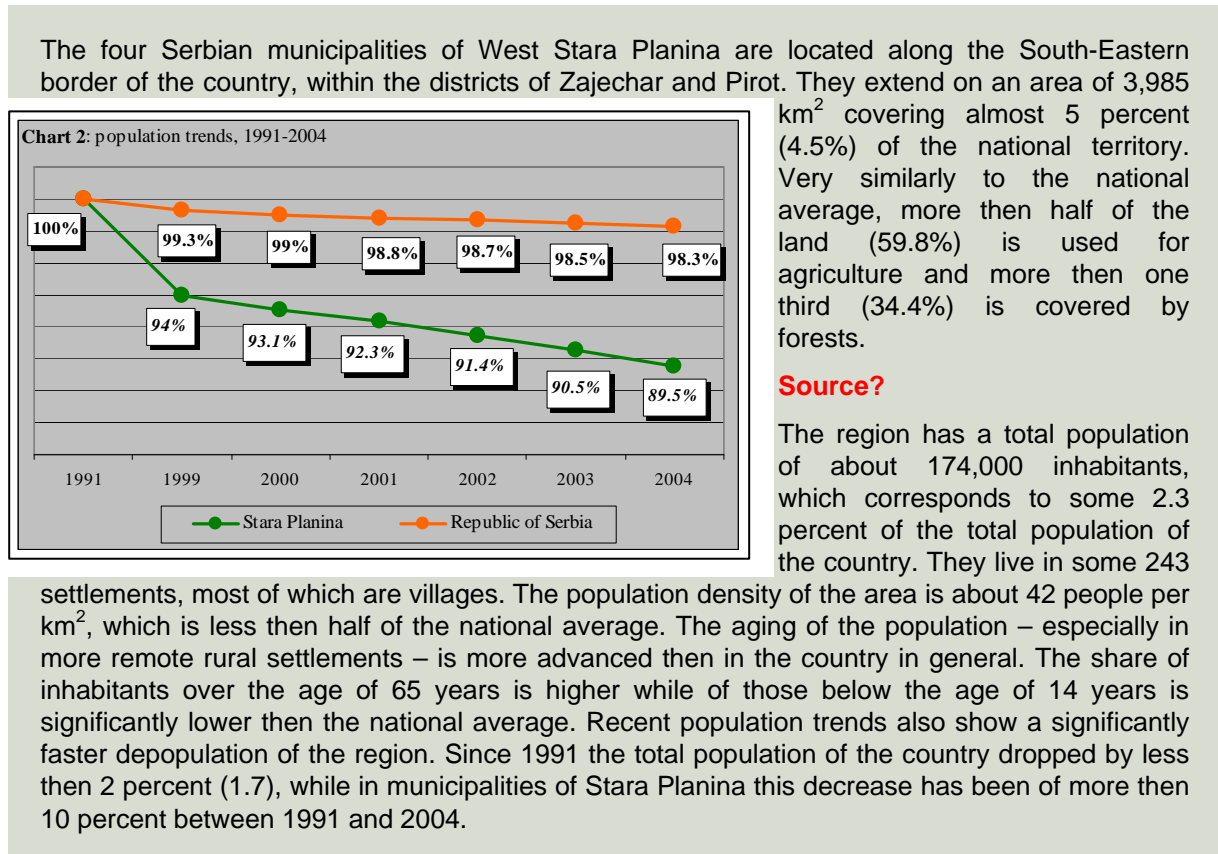 The four Serbian municipalities of West Stara Planina are located along the South-Eastern
border of the country, within the districts of Zajechar and Pirot. They extend on an area of 3,985
km² covering almost 5 percent
(4.5%) of the national territory.
Very similarly to the national
average, more then half of the
land (59.8%) is used for
agriculture and more then one
third (34.4%) is covered by
forests.
Chart 2: population trends, 1991-2004
100%
99.3%
99%
98.8%
98.7%
98.5%
98.3%
94%
93.1%
92.3%
91.4%
90.5%
89.5%
1991 1999 2000 2001 2002 2003 2004
Stara Planina Republic of Serbia
Source?
The region has a total population
of about 174,000 inhabitants,
which corresponds to some 2.3
percent of the total population of
the country. They live in some 243
settlements, most of which are villages. The population density of the area is about 42 people per
km², which is less then half of the national average. The aging of the population – especially in
more remote rural settlements – is more advanced then in the country in general. The share of
inhabitants over the age of 65 years is higher while of those below the age of 14 years is
significantly lower then the national average. Recent population trends also show a significantly
faster depopulation of the region. Since 1991 the total population of the country dropped by less
then 2 percent (1.7), while in municipalities of Stara Planina this decrease has been of more then
10 percent between 1991 and 2004.